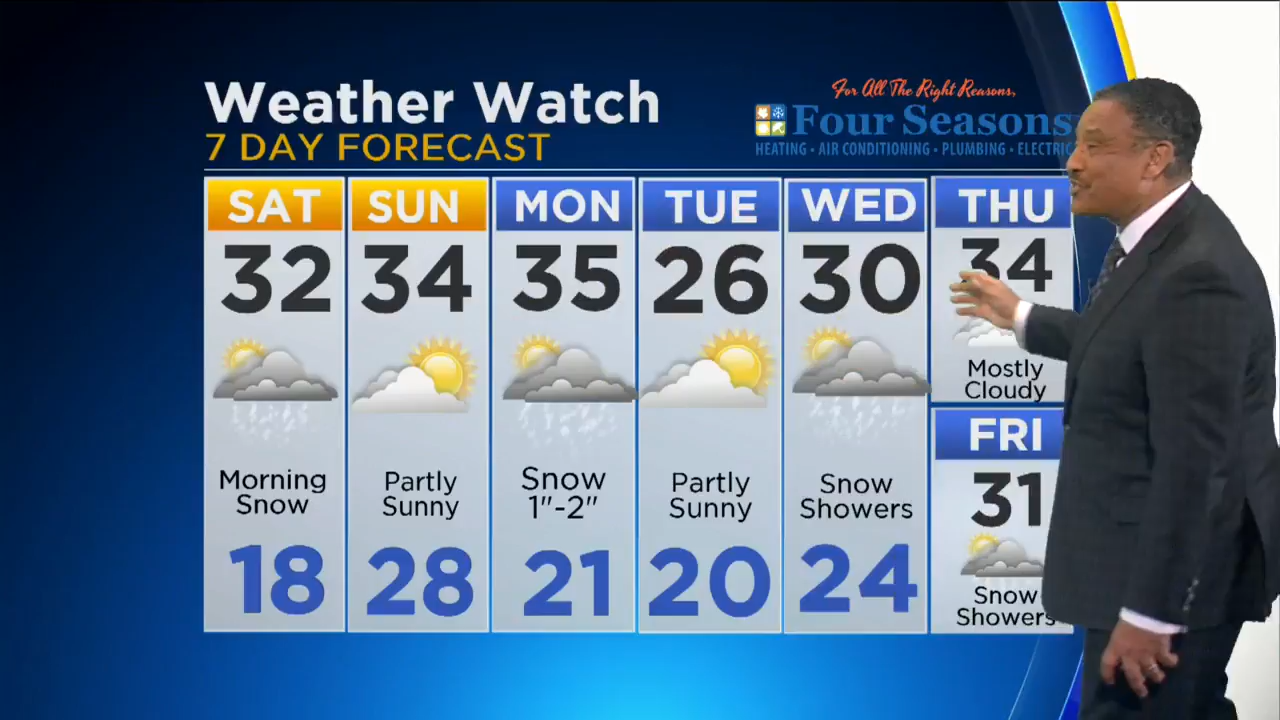 Weather Watch
7 DAY FORECAST
For All The Right Reasons.
Four Seasons
HEATING • AIR CONDITIONING • PLUMBING • ELECTRIC
SAT
32
Morning
Snow
18
SUN
34
Partly
Sunny
28
MON
35
Snow
1"-2"
21
TUE
26
Partly
Sunny
20
WED
30
Snow
Showers
24
THU
34
Mostly
Cloudy
FRI
31
Snow
Showers